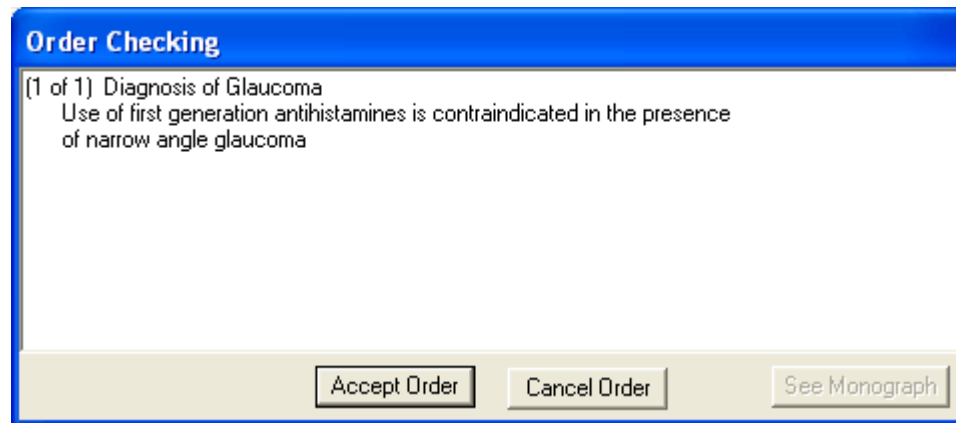 Order Checking
(1 of 1) Diagnosis of Glaucoma
Use of first generation antihistamines is contraindicated in the presence
of narrow angle glaucoma
Accept Order
Cancel Order
See Monograph